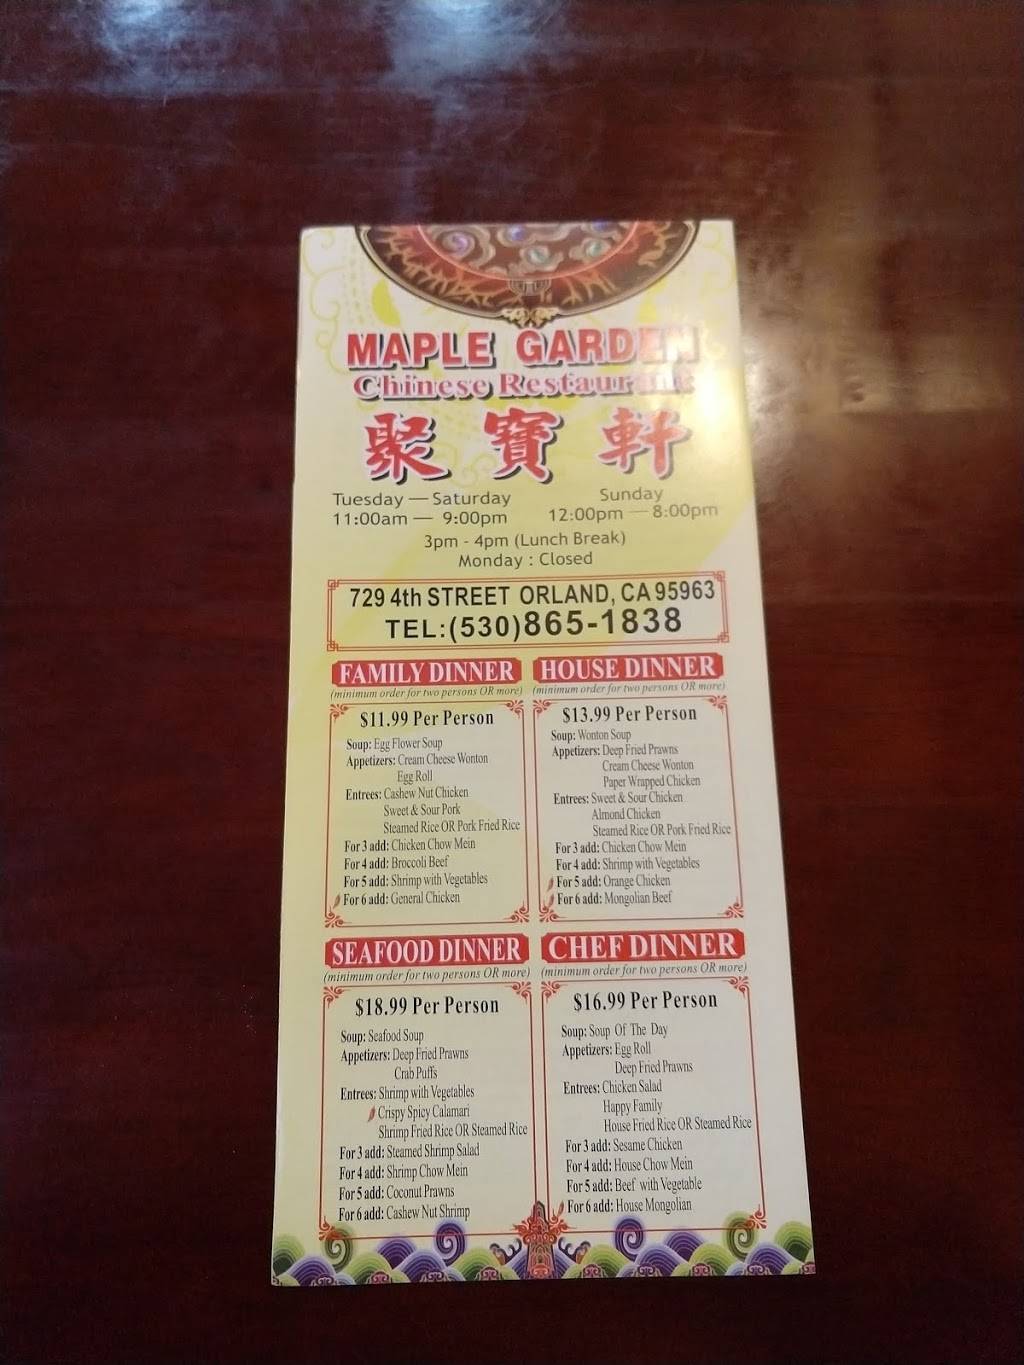 MAPLE GARDEN
Chinese Restaurant
聚寶軒
Tuesday — Saturday
11:00am — 9:00pm
Sunday
12:00pm — 8:00pm
3pm - 4pm (Lunch Break)
Monday : Closed
729 4th STREET ORLAND, CA 95963
TEL:(530)865-1838
FAMILY DINNER
(minimum order for two persons OR more)
$11.99 Per Person
Soup: Egg Flower Soup
Appetizers: Cream Cheese Wonton
Egg Roll
Entrees: Cashew Nut Chicken
Sweet & Sour Pork
Steamed Rice OR Pork Fried Rice
For 3 add: Chicken Chow Mein
For 4 add: Broccoli Beef
For 5 add: Shrimp with Vegetables
For 6 add: General Chicken
HOUSE DINNER
(minimum order for two persons OR more)
$13.99 Per Person
Soup: Wonton Soup
Appetizers: Deep Fried Prawns
Cream Cheese Wonton
Paper Wrapped Chicken
Entrees: Sweet & Sour Chicken
Almond Chicken
Steamed Rice OR Pork Fried Rice
For 3 add: Chicken Chow Mein
For 4 add: Shrimp with Vegetables
For 5 add: Orange Chicken
For 6 add: Mongolian Beef
SEAFOOD DINNER
(minimum order for two persons OR more)
$18.99 Per Person
Soup: Seafood Soup
Appetizers: Deep Fried Prawns
Crab Puffs
Entrees: Shrimp with Vegetables
Crispy Spicy Calamari
Shrimp Fried Rice OR Steamed Rice
For 3 add: Steamed Shrimp Salad
For 4 add: Shrimp Chow Mein
For 5 add: Coconut Prawns
For 6 add: Cashew Nut Shrimp
CHEF DINNER
(minimum order for two persons OR more)
$16.99 Per Person
Soup: Soup Of The Day
Appetizers: Egg Roll
Deep Fried Prawns
Entrees: Chicken Salad
Happy Family
House Fried Rice OR Steamed Rice
For 3 add: Sesame Chicken
For 4 add: House Chow Mein
For 5 add: Beef with Vegetable
For 6 add: House Mongolian